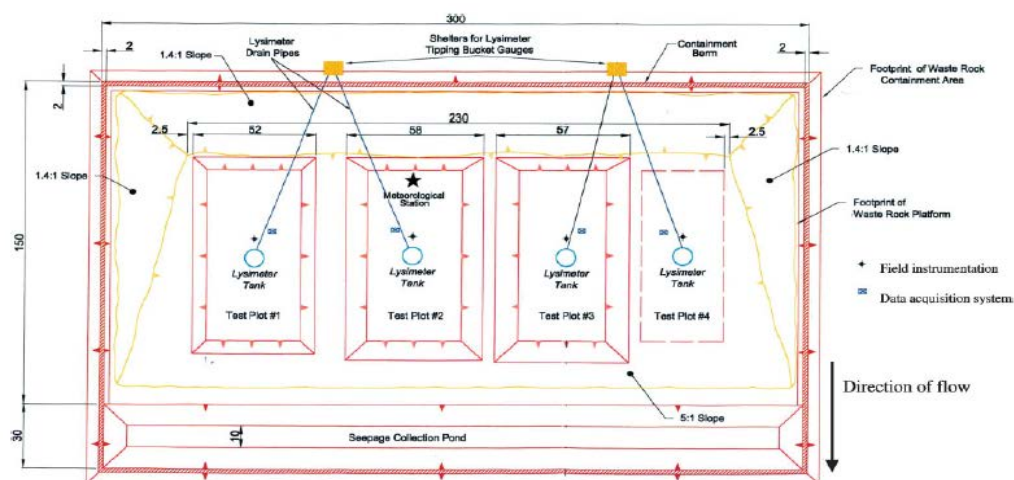 300
2
1.4:1 Slope
Lysimeter
Drain Pipes
Shelters for Lysimeter
Tipping Bucket Gauges
Containment
Berm
2
Footprint of Waste Rock
Containment Area
2
2.5
230
2.5
52
58
57
1.4:1 Slope
1.4:1 Slope
Meteorological
Station
Footprint of
Waste Rock Platform
150
Lysimeter
Tank
Lysimeter
Tank
Lysimeter
Tank
Lysimeter
Tank
Field instrumentation
Data acquisition system
Test Plot #1
Test Plot #2
Test Plot #3
Test Plot #4
Direction of flow
5:1 Slope
30
10
Seepage Collection Pond